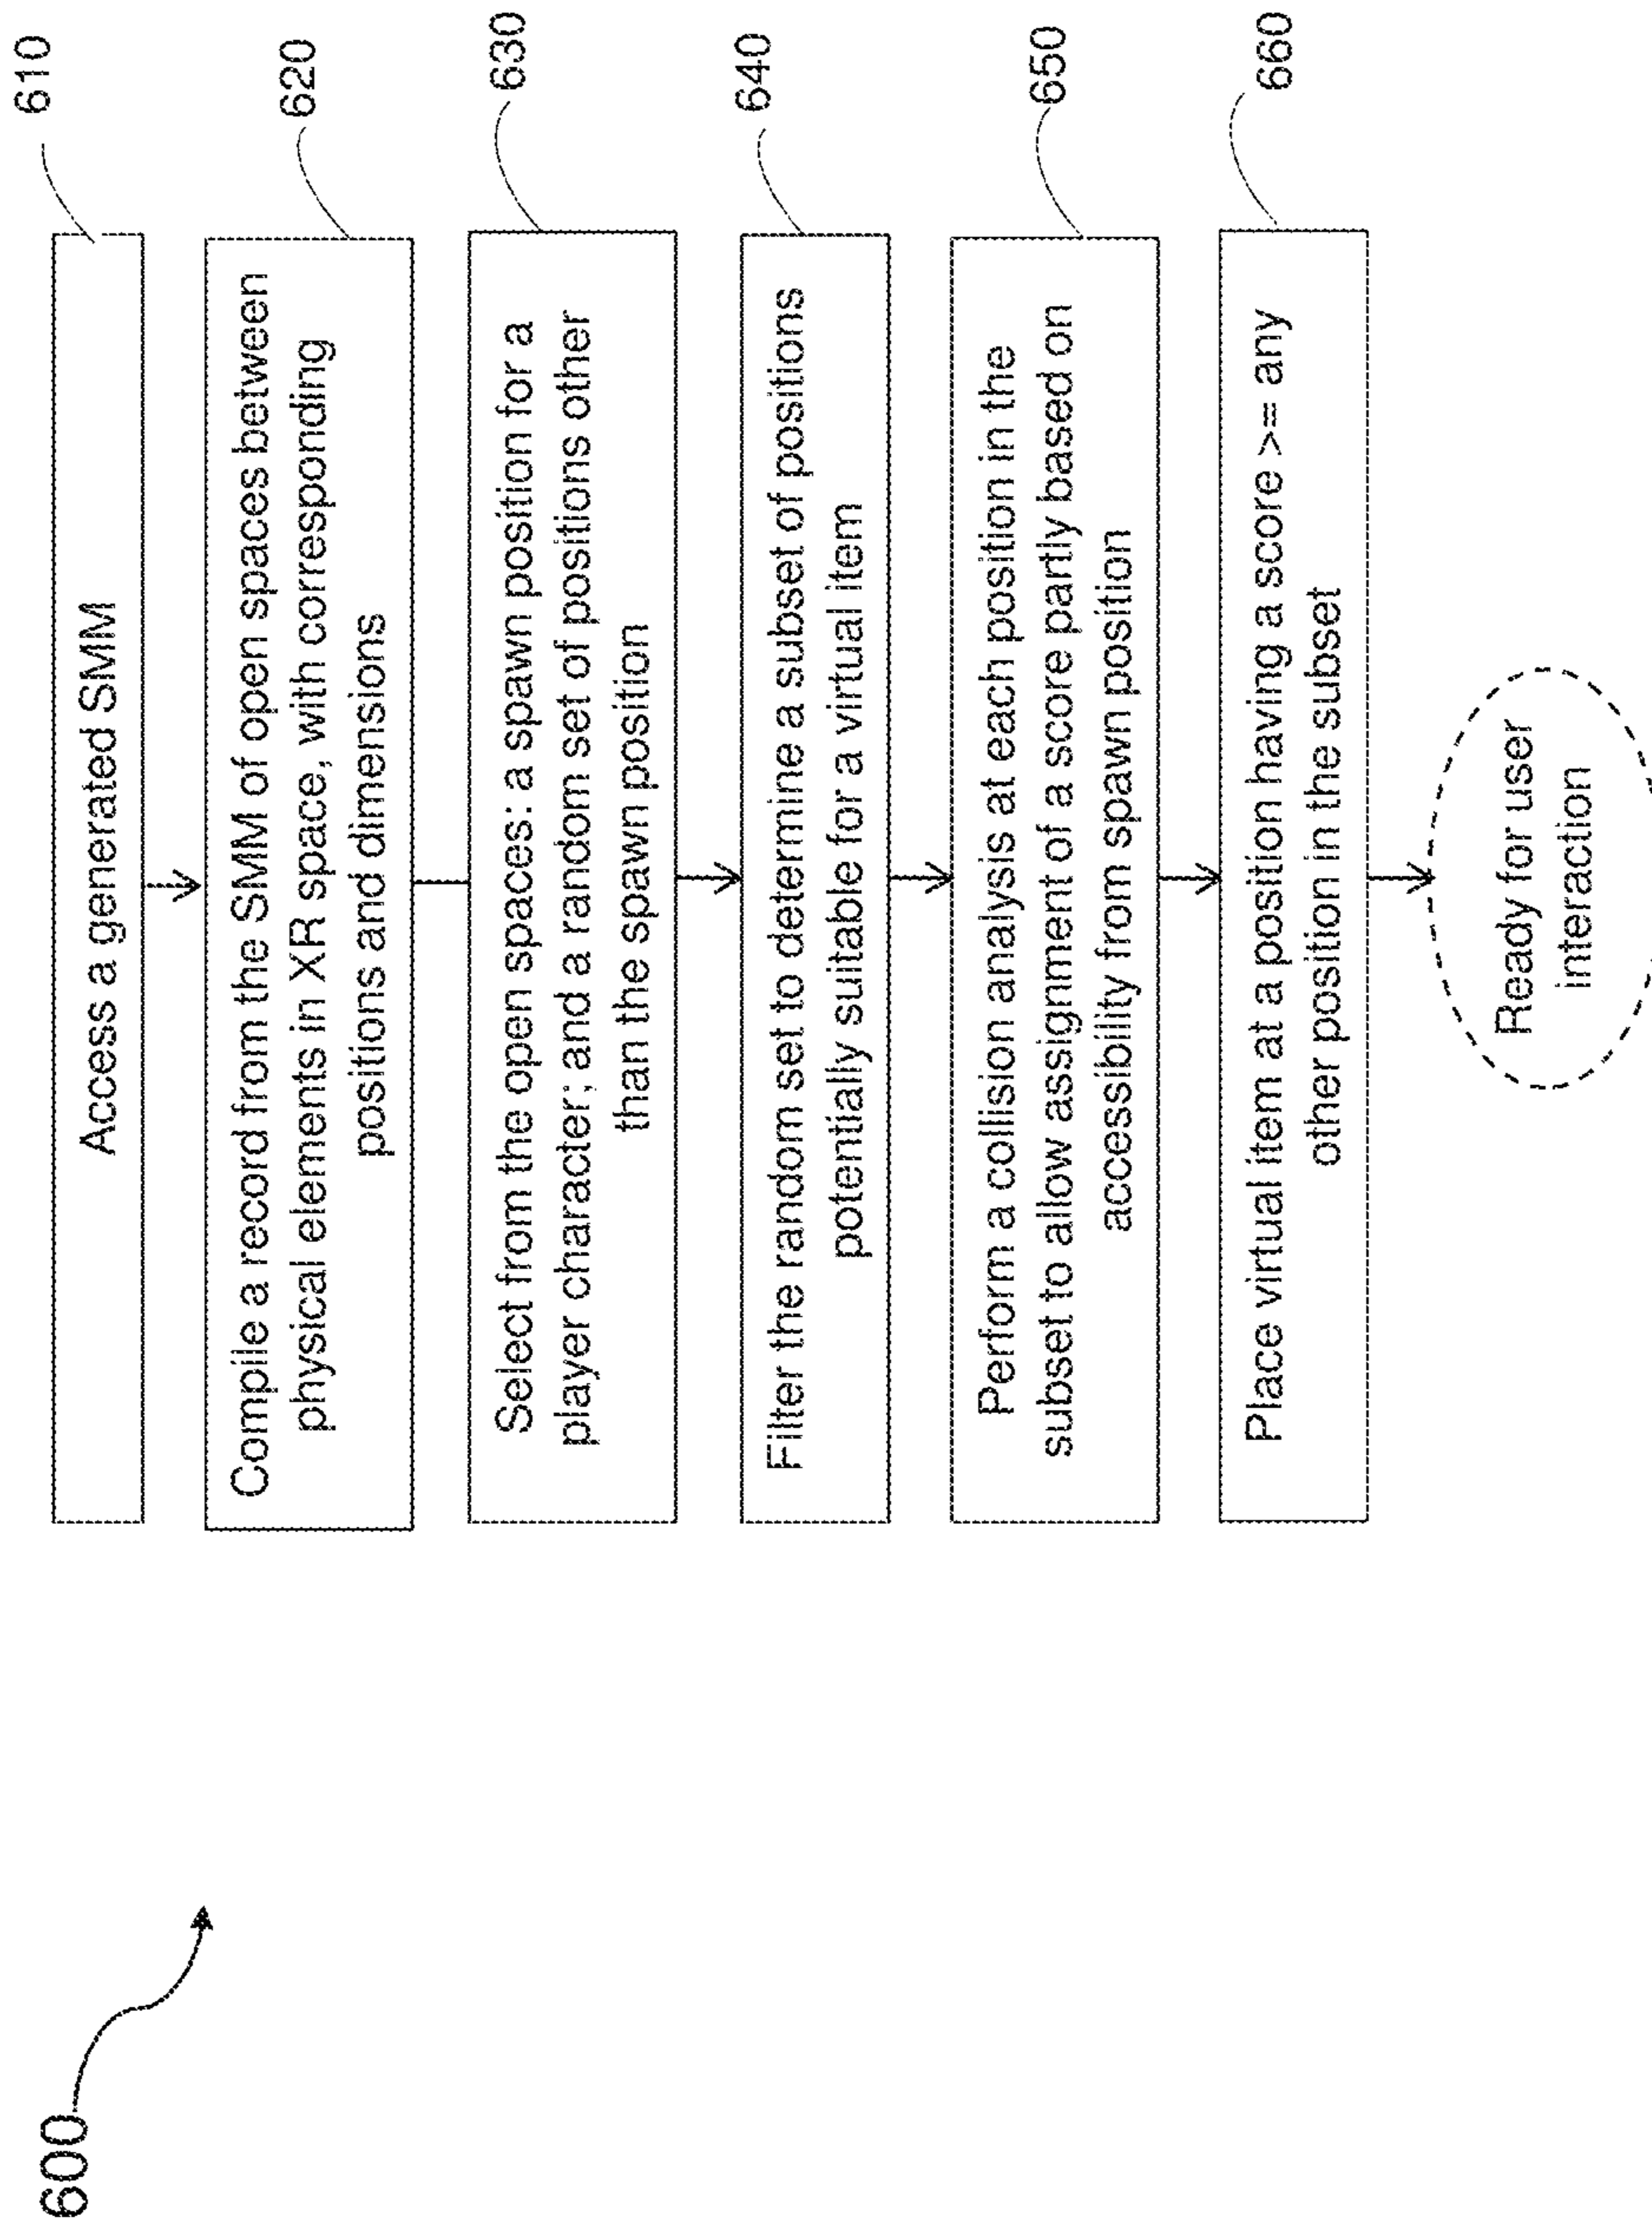 600
Access a generated SMM
610
Compile a record from the SMM of open spaces between
physical elements in XR space, with corresponding
positions and dimensions
620
Select from the open spaces: a spawn position for a
player character; and a random set of positions other
than the spawn position
630
Filter the random set to determine a subset of positions
potentially suitable for a virtual item
640
Perform a collision analysis at each position in the
subset to allow assignment of a score partly based on
accessibility from spawn position
650
Place virtual item at a position having a score >= any
other position in the subset
660
Ready for user
interaction